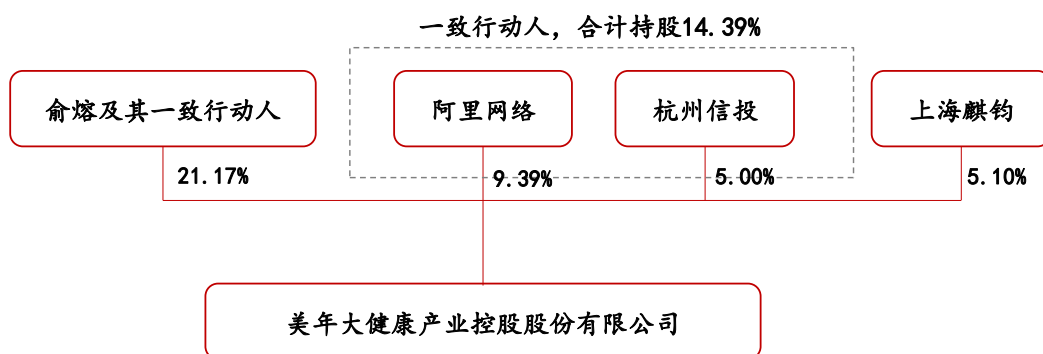 一致行动人，合计持股14.39%
俞熔及其一致行动人
阿里网络
杭州信投
上海麒钧
21.17%
9.39%
5.00%
5.10%
美年大健康产业控股股份有限公司